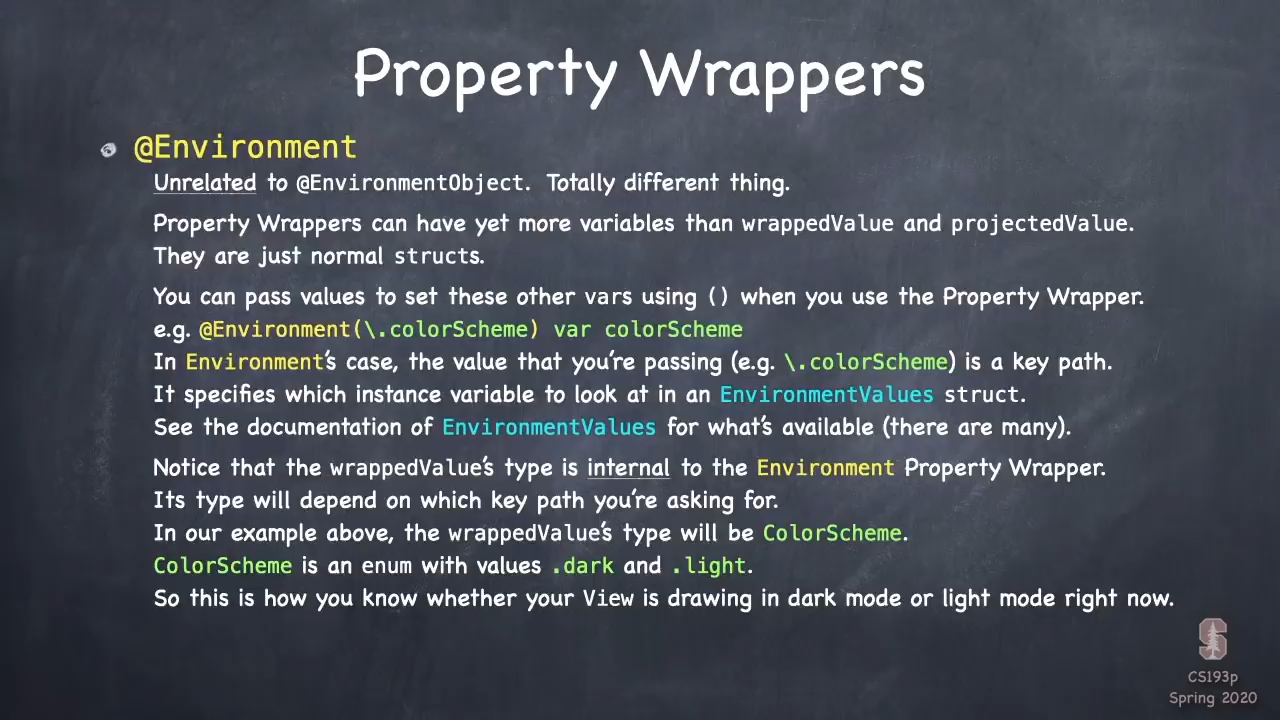 Property Wrappers
@Environment
Unrelated to @EnvironmentObject. Totally different thing.
Property Wrappers can have yet more variables than wrappedValue and projectedValue.
They are just normal structs.
You can pass values to set these other vars using () when you use the Property Wrapper.
e.g. @Environment(\.colorScheme) var colorScheme
In Environment's case, the value that you're passing (e.g. \.colorScheme) is a key path.
It specifies which instance variable to look at in an EnvironmentValues struct.
See the documentation of EnvironmentValues for what's available (there are many).
Notice that the wrappedValue's type is internal to the Environment Property Wrapper.
Its type will depend on which key path you're asking for.
In our example above, the wrappedValue's type will be ColorScheme.
ColorScheme is an enum with values .dark and .light.
So this is how you know whether your View is drawing in dark mode or light mode right now.
S
CS193p
Spring 2020